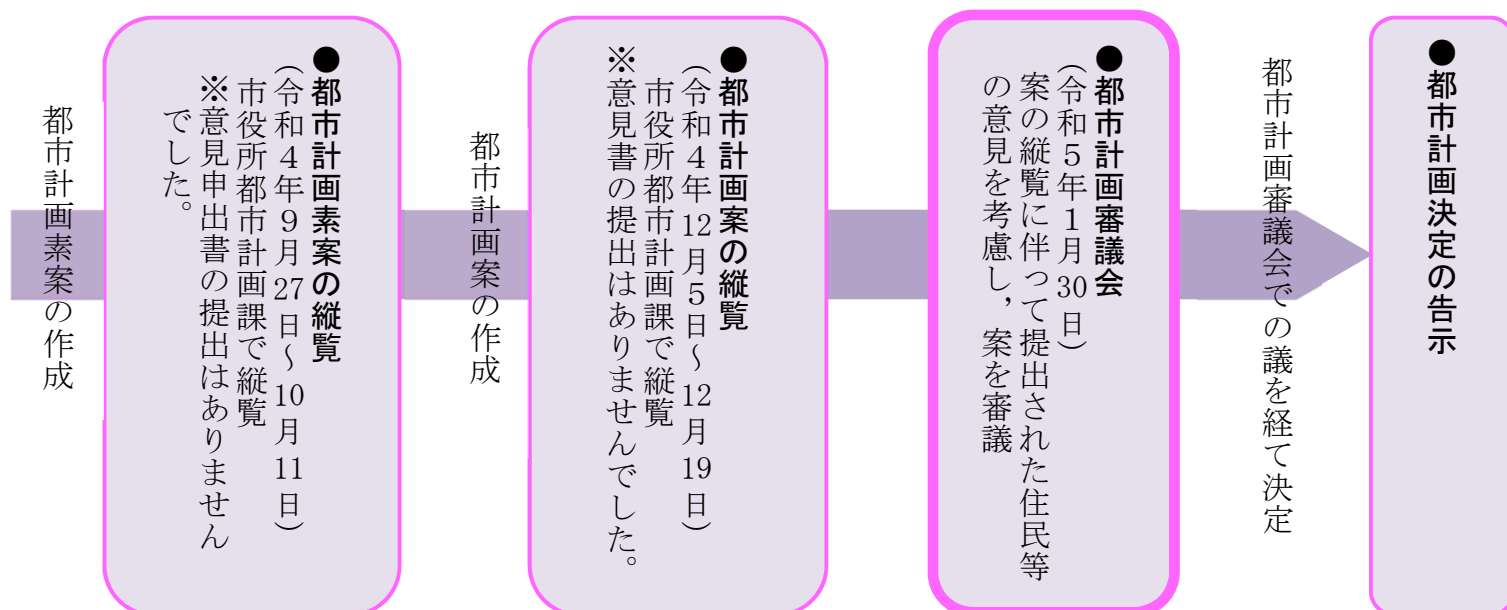 都市計画素案の作成
●都市計画素案の縦覧
（令和４年９月27日～10月11日）
市役所都市計画課で縦覧
※意見申出書の提出はありません
でした。
都市計画案の作成
●都市計画案の縦覧
（令和４年12月５日～12月19日）
市役所都市計画課で縦覧
※意見書の提出はありませんでした。
●都市計画審議会
（令和５年１月30日）
案の縦覧に伴って提出された住民等
の意見を考慮し，案を審議
都市計画審議会での議を経て決定
●都市計画決定の告示